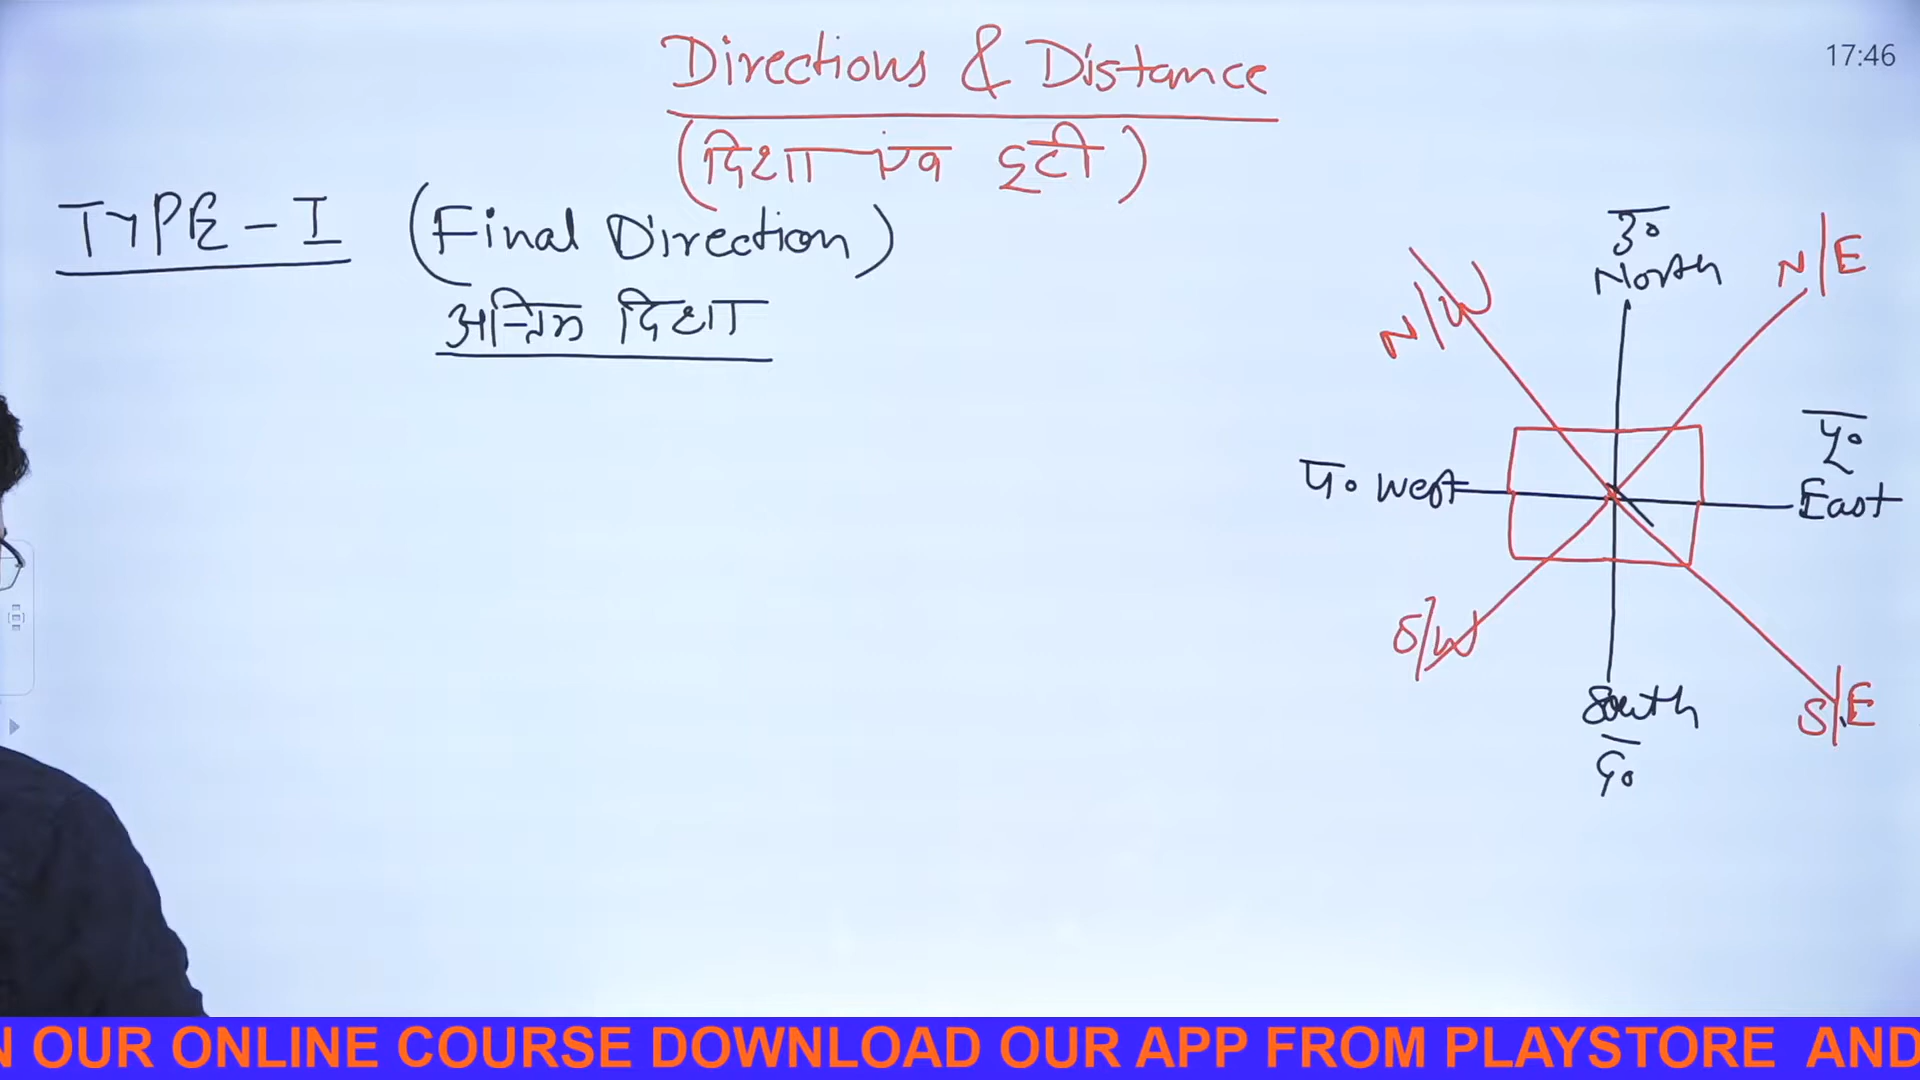 Directions & Distance
17:46
(दिशा एवं दूरी)
TYPE-I (Final Direction)
अन्तिम दिशा
उ०
North
N/E
N/W
पू०
East
प० West
S/W
South
द०
S/E
N OUR ONLINE COURSE DOWNLOAD OUR APP FROM PLAYSTORE AND